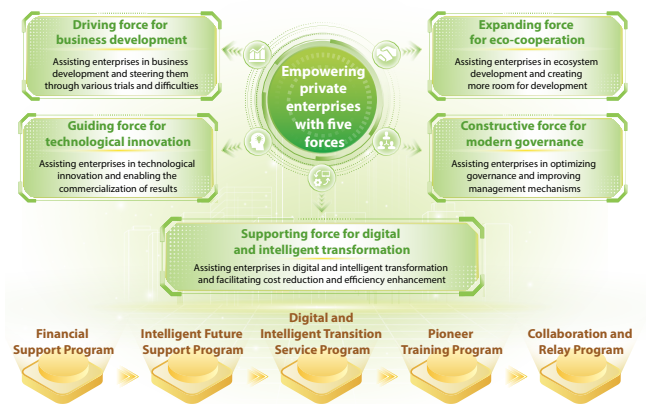 Driving force for
business development
Assisting enterprises in business
development and steering them
through various trials and difficulties
Empowering
private
enterprises
with five
forces
Expanding force
for eco-cooperation
Assisting enterprises in ecosystem
development and creating
more room for development
Guiding force for
technological innovation
Assisting enterprises in technological
innovation and enabling the
commercialization of results
Constructive force for
modern governance
Assisting enterprises in optimizing
governance and improving
management mechanisms
Supporting force for digital
and intelligent transformation
Assisting enterprises in digital and intelligent transformation
and facilitating cost reduction and efficiency enhancement
Financial
Support Program
Intelligent Future
Support Program
Digital and
Intelligent Transition
Service Program
Pioneer
Training Program
Collaboration and
Relay Program